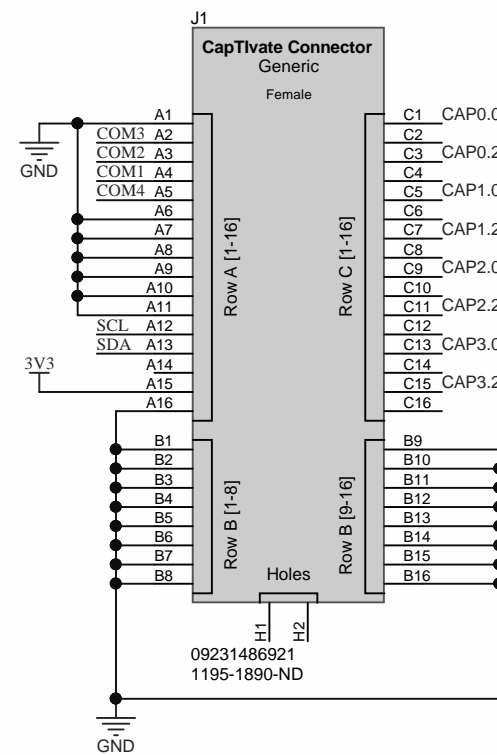 J1
CapTIvate Connector
Generic
Female
A1 C1 CAP0.0
COM3 A2 C2
COM2 A3 C3 CAP0.2
COM1 A4 C4
COM4 A5 C5 CAP1.0
A6 C6
A7 C7 CAP1.2
A8 C8
A9 C9 CAP2.0
A10 C10
A11 C11 CAP2.2
SCL A12 C12
SDA A13 C13 CAP3.0
A14 C14
3V3 A15 C15 CAP3.2
A16 C16
GND
Row A [1-16]
Row C [1-16]
B1 B9
B2 B10
B3 B11
B4 B12
B5 B13
B6 B14
B7 B15
B8 B16
Row B [1-8]
Row B [9-16]
Holes
H1
H2
09231486921
1195-1890-ND
GND